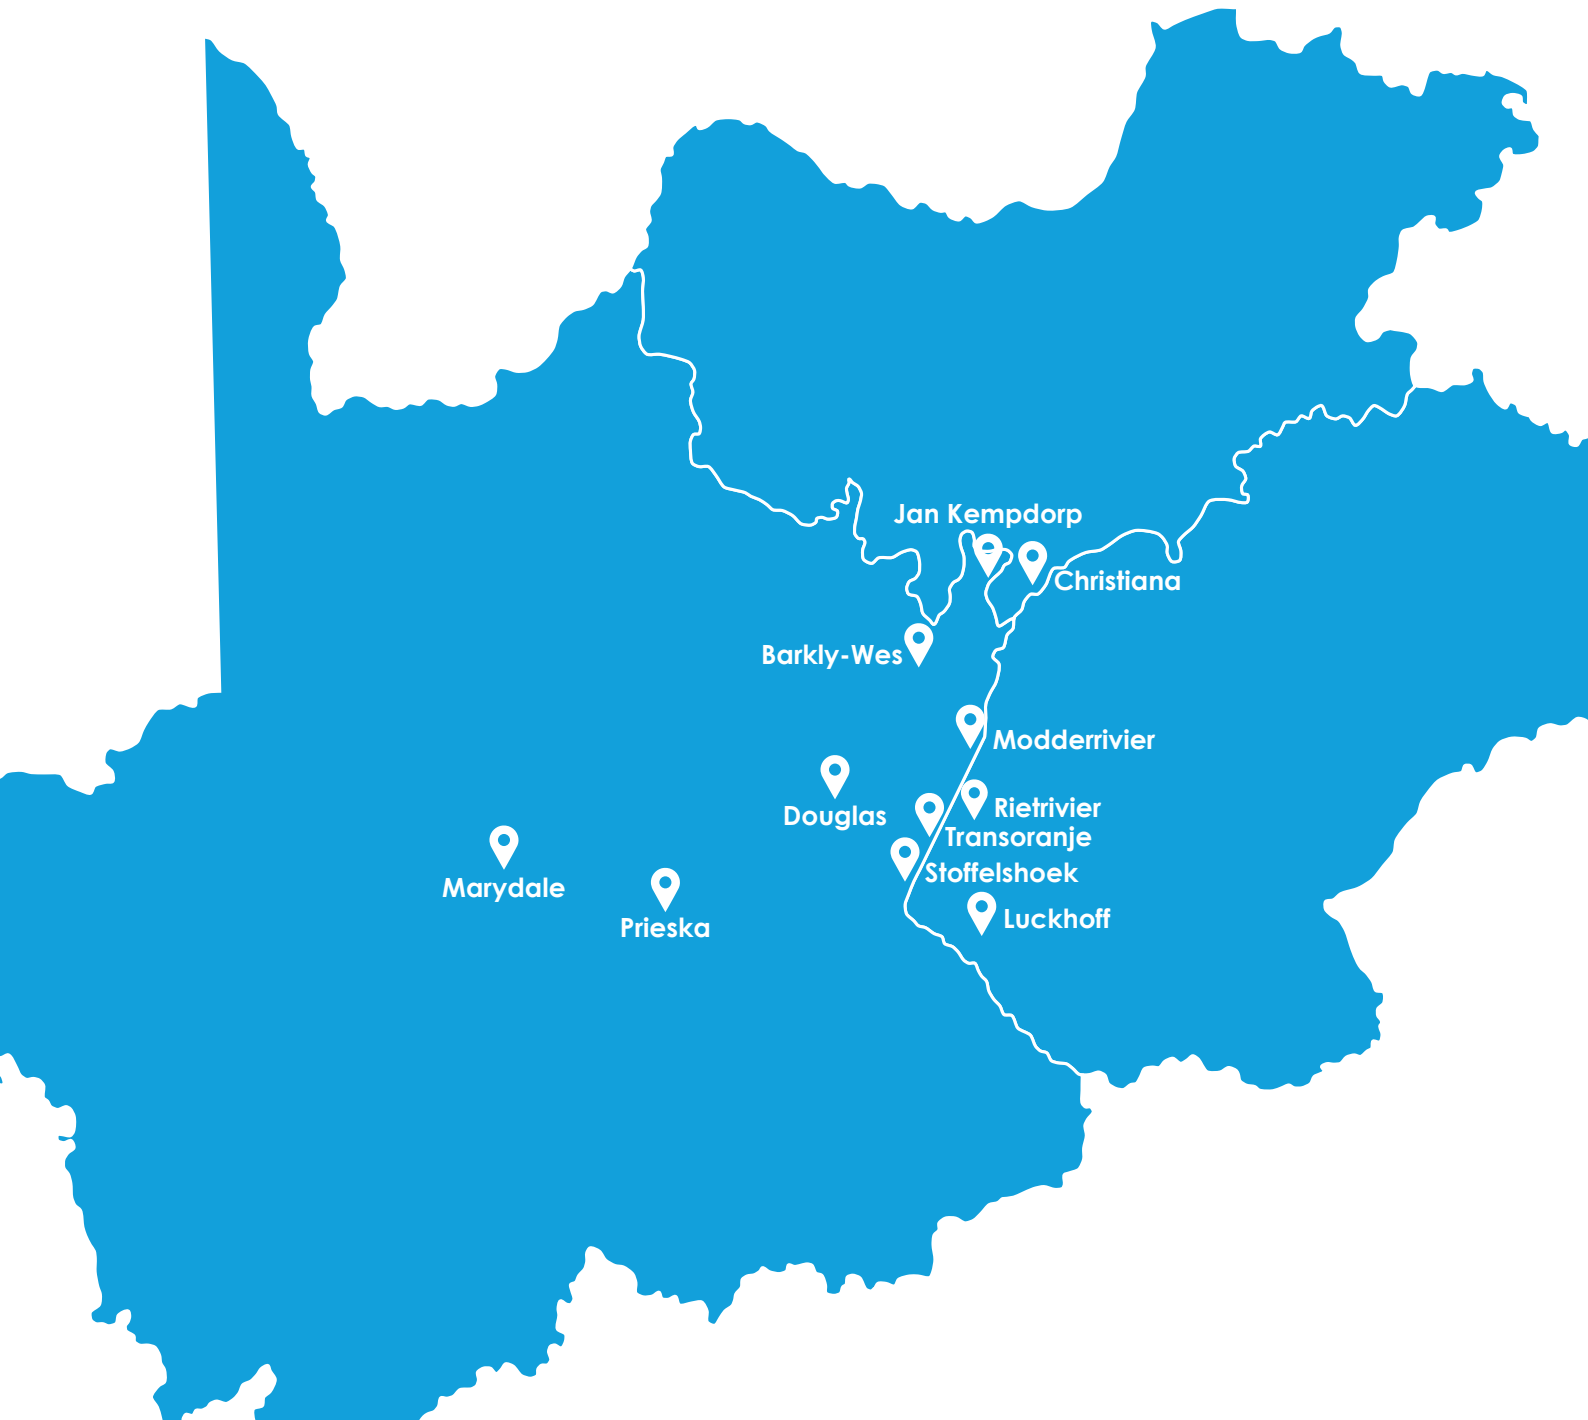 Jan Kempdorp
Christiana
Barkly-Wes
Modderrivier
Douglas
Rietrivier
Transoranje
Stoffelshoek
Marydale
Luckhoff
Prieska